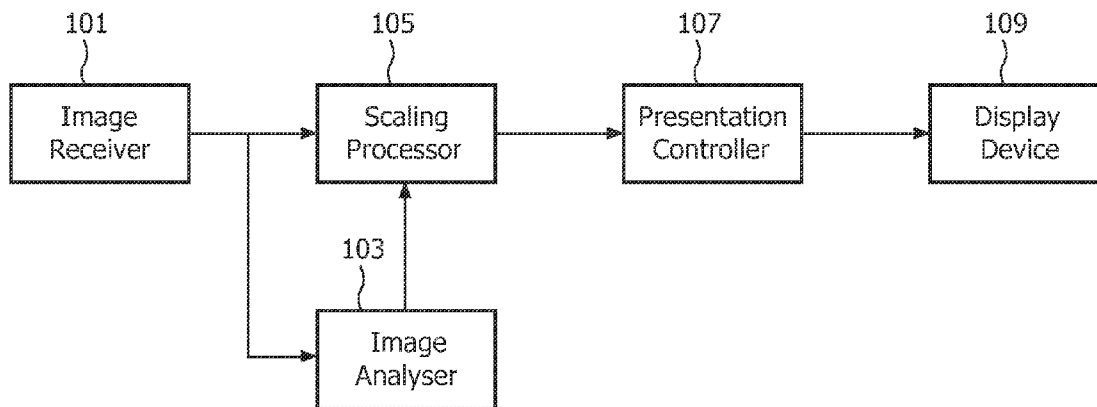 101
105
107
109
Image
Receiver
Scaling
Processor
Presentation
Controller
Display
Device
103
Image
Analyser